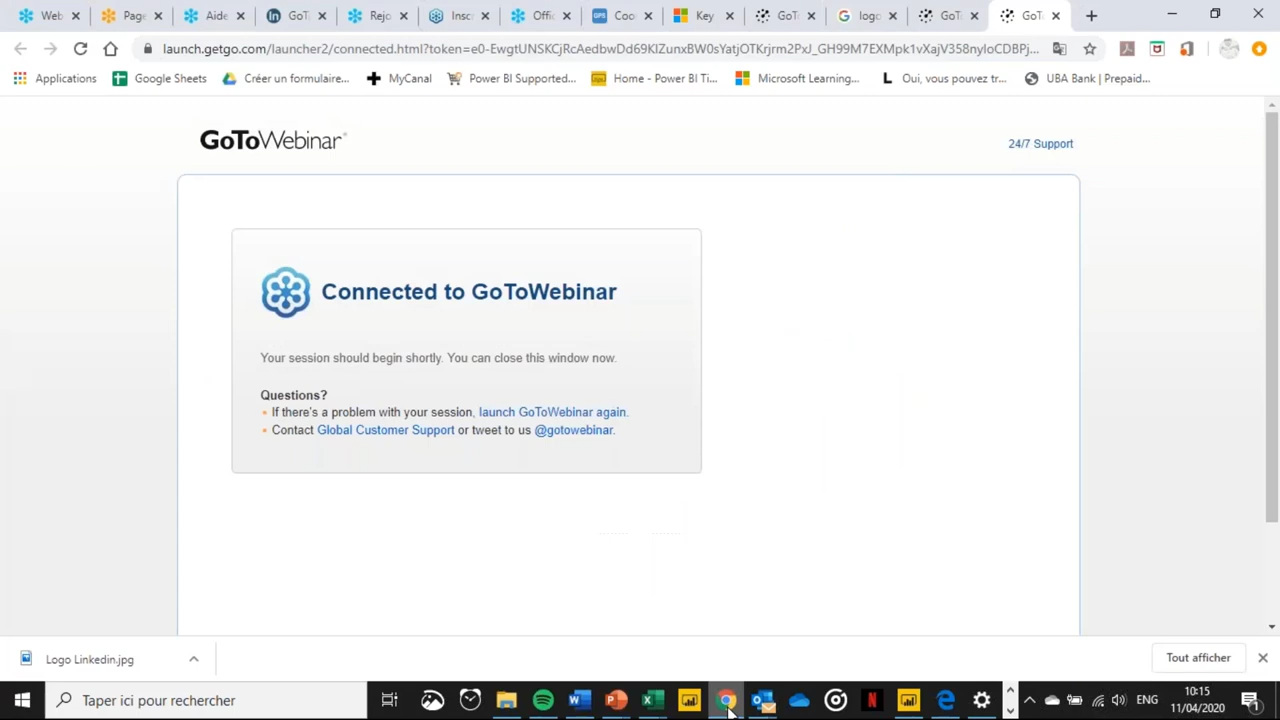 Web
Page
Aide
GoT
Rejo
Inscr
Offic
Coo
Key
GoT
logo
GoT
GoT
launch.getgo.com/launcher2/connected.html?token=e0-EwgtUNSKCjRcAedbwDd69KIZunxBW0sYatjOTKrjrm2PxJ_GH99M7EXMpk1vXajV358nyIoCDBPj...
Applications
Google Sheets
Créer un formulaire...
MyCanal
Power BI Supported...
Home - Power BI Ti...
Microsoft Learning...
Oui, vous pouvez tr...
UBA Bank | Prepaid...
GoToWebinar
24/7 Support
Connected to GoToWebinar
Your session should begin shortly. You can close this window now.
Questions?
If there's a problem with your session, launch GoToWebinar again.
Contact Global Customer Support or tweet to us @gotowebinar.
Logo Linkedin.jpg
Tout afficher
Taper ici pour rechercher
ENG
10:15
11/04/2020